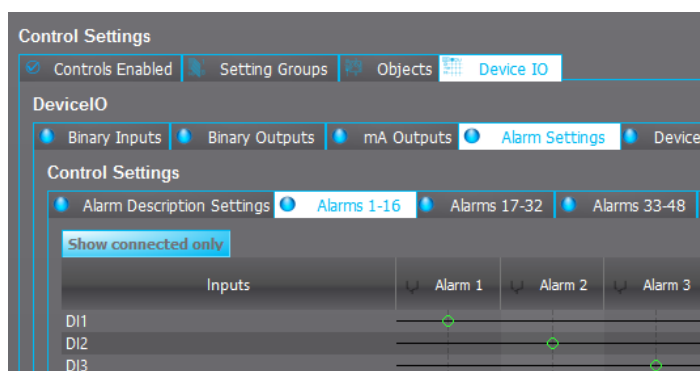 Control Settings
Controls Enabled Setting Groups Objects Device IO
DeviceIO
Binary Inputs Binary Outputs mA Outputs Alarm Settings Device
Control Settings
Alarm Description Settings Alarms 1-16 Alarms 17-32 Alarms 33-48
Show connected only
Inputs Alarm 1 Alarm 2 Alarm 3
DI1
DI2
DI3